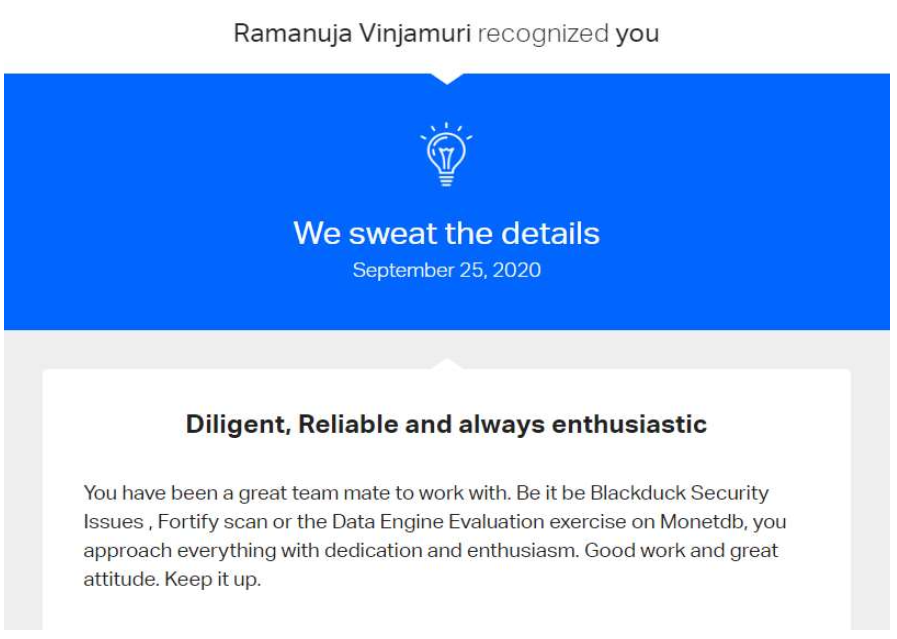 Ramanuja Vinjamuri recognized you
We sweat the details
September 25, 2020
Diligent, Reliable and always enthusiastic
You have been a great team mate to work with. Be it be Blackduck Security
Issues , Fortify scan or the Data Engine Evaluation exercise on Monetdb, you
approach everything with dedication and enthusiasm. Good work and great
attitude. Keep it up.